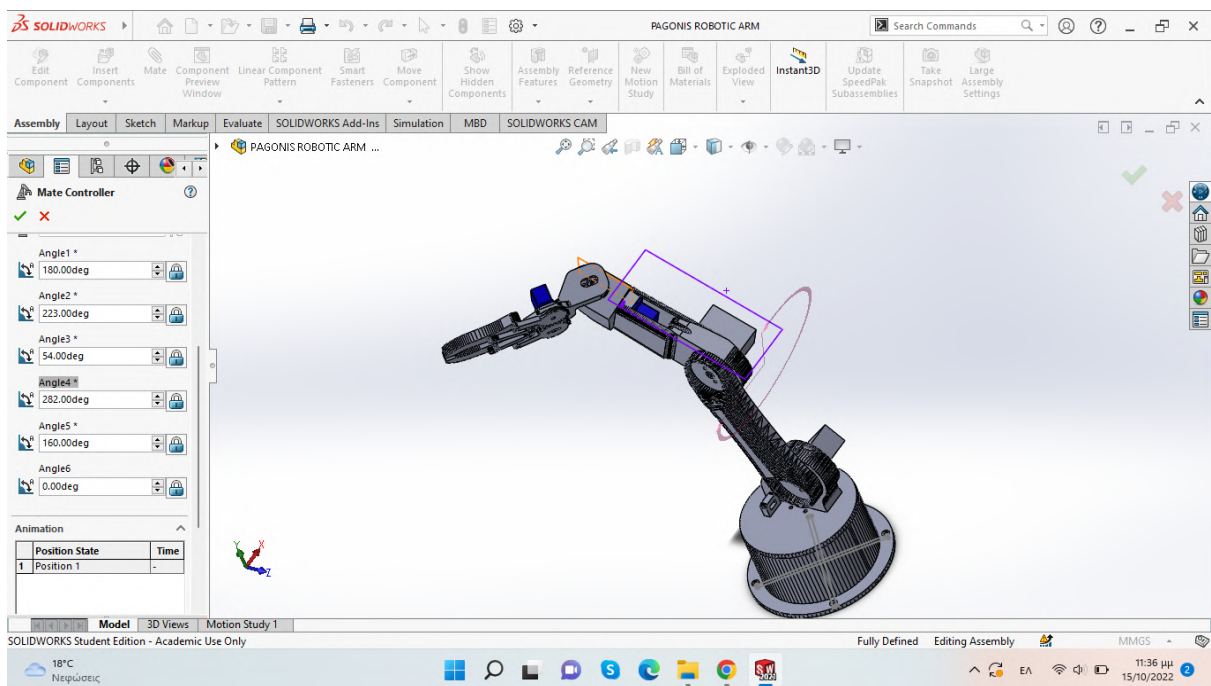 SOLIDWORKS
PAGONIS ROBOTIC ARM
Search Commands
Edit Component
Insert Components
Mate
Component Preview Window
Linear Component Pattern
Smart Fasteners
Move Component
Show Hidden Components
Assembly Features
Reference Geometry
New Motion Study
Bill of Materials
Exploded View
Instant3D
Update SpeedPak Subassemblies
Take Snapshot
Large Assembly Settings
Assembly Layout Sketch Markup Evaluate SOLIDWORKS Add-Ins Simulation MBD SOLIDWORKS CAM
PAGONIS ROBOTIC ARM ...
Mate Controller
Angle1 *
180.00deg
Angle2 *
223.00deg
Angle3 *
54.00deg
Angle4 *
282.00deg
Angle5 *
160.00deg
Angle6
0.00deg
Animation
Position State Time
1 Position 1 -
Y X
Z
Model 3D Views Motion Study 1
SOLIDWORKS Student Edition - Academic Use Only
Fully Defined Editing Assembly MMGS
18°C
Νεφώσεις
ΕΛ
11:36 μμ
15/10/2022
2